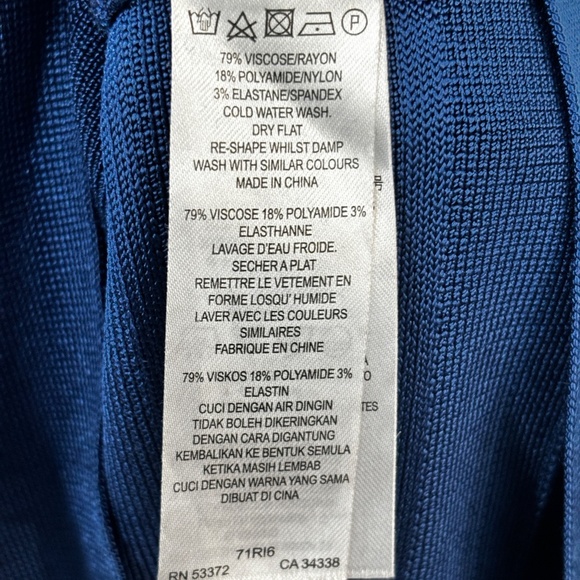 P
79% VISCOSE/RAYON
18% POLYAMIDE/NYLON
3% ELASTANE/SPANDEX
COLD WATER WASH.
DRY FLAT
RE-SHAPE WHILST DAMP
WASH WITH SIMILAR COLOURS
MADE IN CHINA
79% VISCOSE 18% POLYAMIDE 3%
ELASTHANNE
LAVAGE D'EAU FROIDE.
SECHER A PLAT
REMETTRE LE VETEMENT EN
FORME LOSQU' HUMIDE
LAVER AVEC LES COULEURS
SIMILAIRES
FABRIQUE EN CHINE
79% VISKOS 18% POLYAMIDE 3%
ELASTIN
CUCI DENGAN AIR DINGIN
TIDAK BOLEH DIKERINGKAN
DENGAN CARA DIGANTUNG
KEMBALIKAN KE BENTUK SEMULA
KETIKA MASIH LEMBAB
CUCI DENGAN WARNA YANG SAMA
DIBUAT DI CINA
71RI6
RN 53372 CA 34338
号
A
O
TES